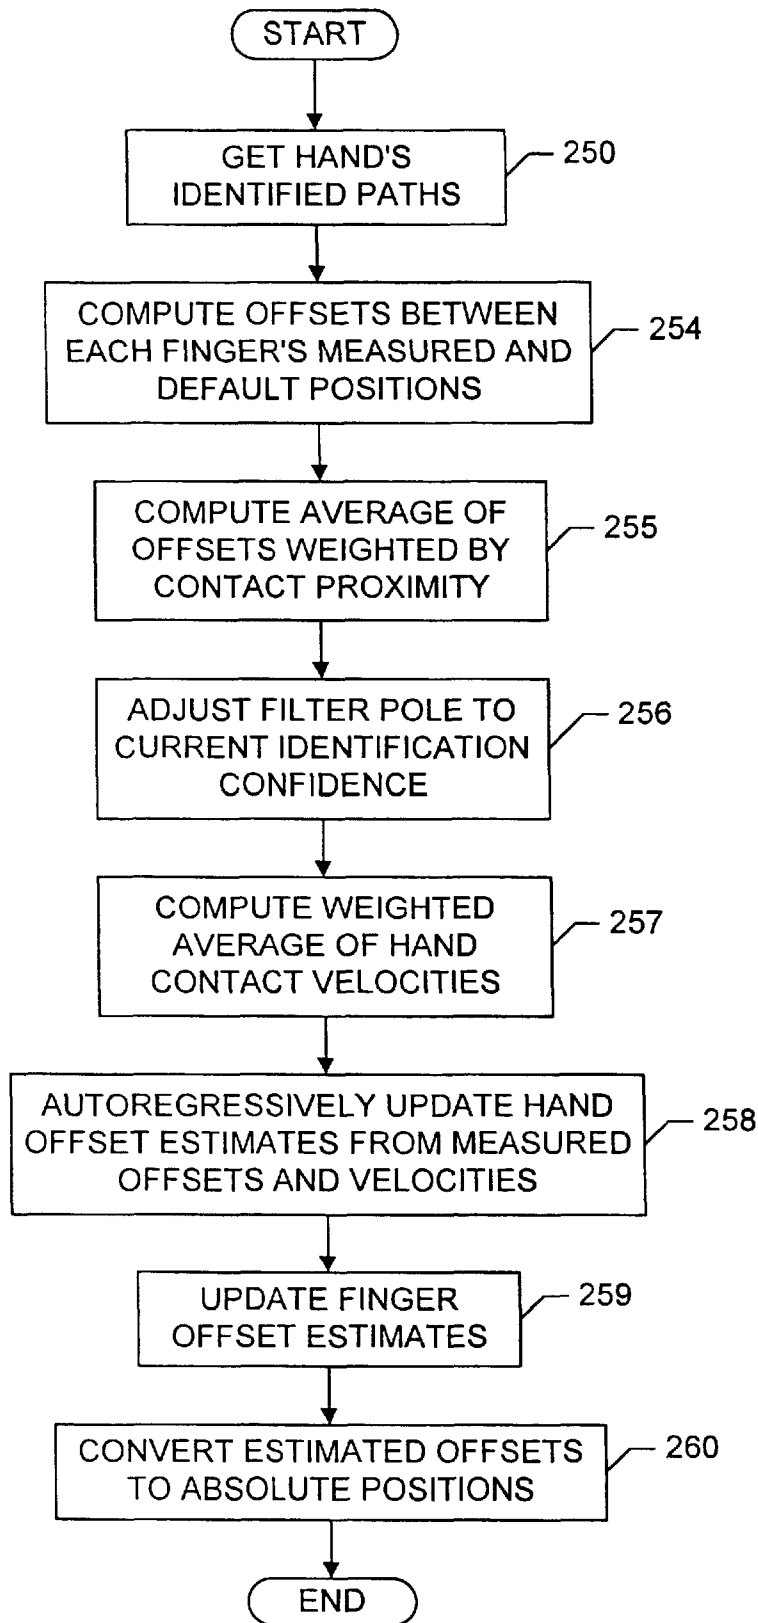 START
GET HAND'S
IDENTIFIED PATHS
250
COMPUTE OFFSETS BETWEEN
EACH FINGER'S MEASURED AND
DEFAULT POSITIONS
254
COMPUTE AVERAGE OF
OFFSETS WEIGHTED BY
CONTACT PROXIMITY
255
ADJUST FILTER POLE TO
CURRENT IDENTIFICATION
CONFIDENCE
256
COMPUTE WEIGHTED
AVERAGE OF HAND
CONTACT VELOCITIES
257
AUTOREGRESSIVELY UPDATE HAND
OFFSET ESTIMATES FROM MEASURED
OFFSETS AND VELOCITIES
258
UPDATE FINGER
OFFSET ESTIMATES
259
CONVERT ESTIMATED OFFSETS
TO ABSOLUTE POSITIONS
260
END